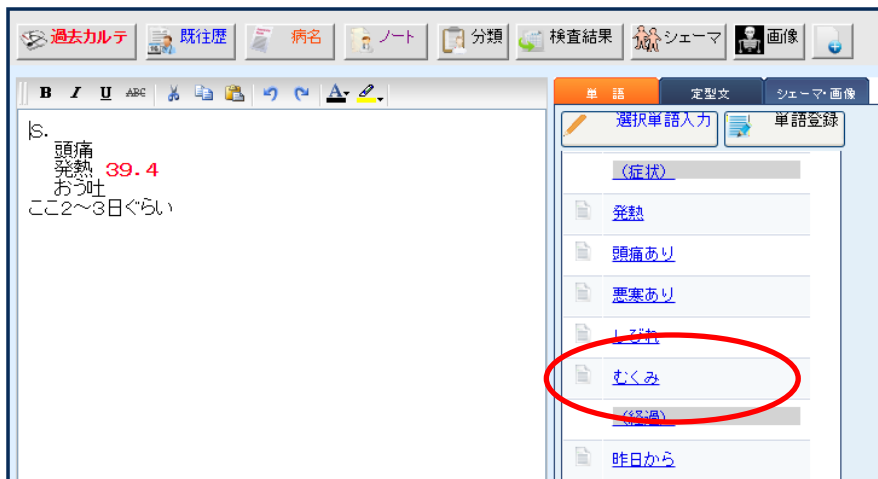 過去カルテ 既往歴 病名 ノート 分類 検査結果 シェーマ 画像
B I U ABC A
単 語 定型文 シェーマ・画像
選択単語入力 単語登録
S.
頭痛
発熱 39.4
おう吐
ここ2～3日ぐらい
(症状)
発熱
頭痛あり
悪寒あり
しびれ
むくみ
(経過)
昨日から